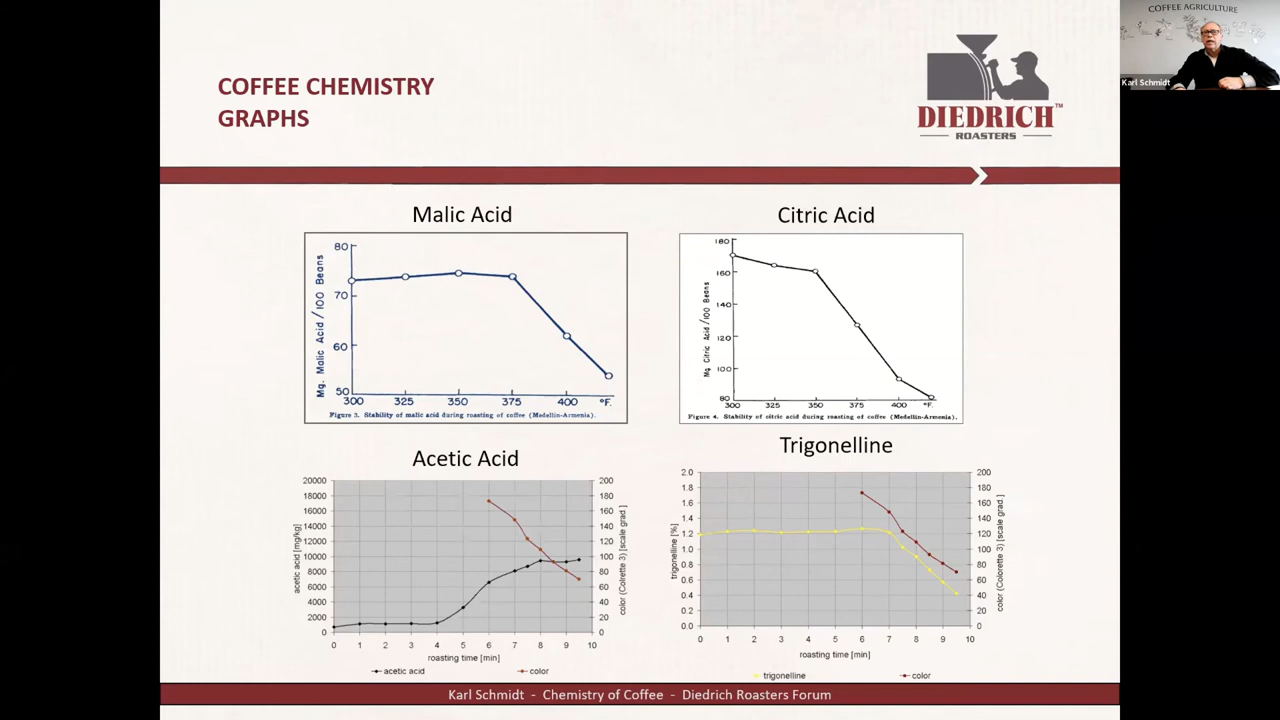 COFFEE AGRICULTURE
Karl Schmidt
COFFEE CHEMISTRY
GRAPHS
DIEDRICH™
ROASTERS
Malic Acid
Mg. Malic Acid/100 Beans
80
70
60
50
300 325 350 375 400 °F.
Figure 3. Stability of malic acid during roasting of coffee (Medellin-Armenia).
Citric Acid
Mg Citric Acid/100 Beans
180
160
140
120
100
80
300 325 350 375 400 °F.
Figure 4. Stability of citric acid during roasting of coffee (Medellin-Armenia).
Acetic Acid
acetic acid [mg/kg]
20000
18000
16000
14000
12000
10000
8000
6000
4000
2000
0
200
180
160
140
120
100
80
60
40
20
0
color (Colrette 3) [scale grad.]
0 1 2 3 4 5 6 7 8 9 10
roasting time [min]
acetic acid color
Trigonelline
trigonelline [%]
2.0
1.8
1.6
1.4
1.2
1.0
0.8
0.6
0.4
0.2
0.0
200
180
160
140
120
100
80
60
40
20
0
color (Colorette 3) [scale grad.]
0 1 2 3 4 5 6 7 8 9 10
roasting time [min]
trigonelline color
Karl Schmidt - Chemistry of Coffee - Diedrich Roasters Forum